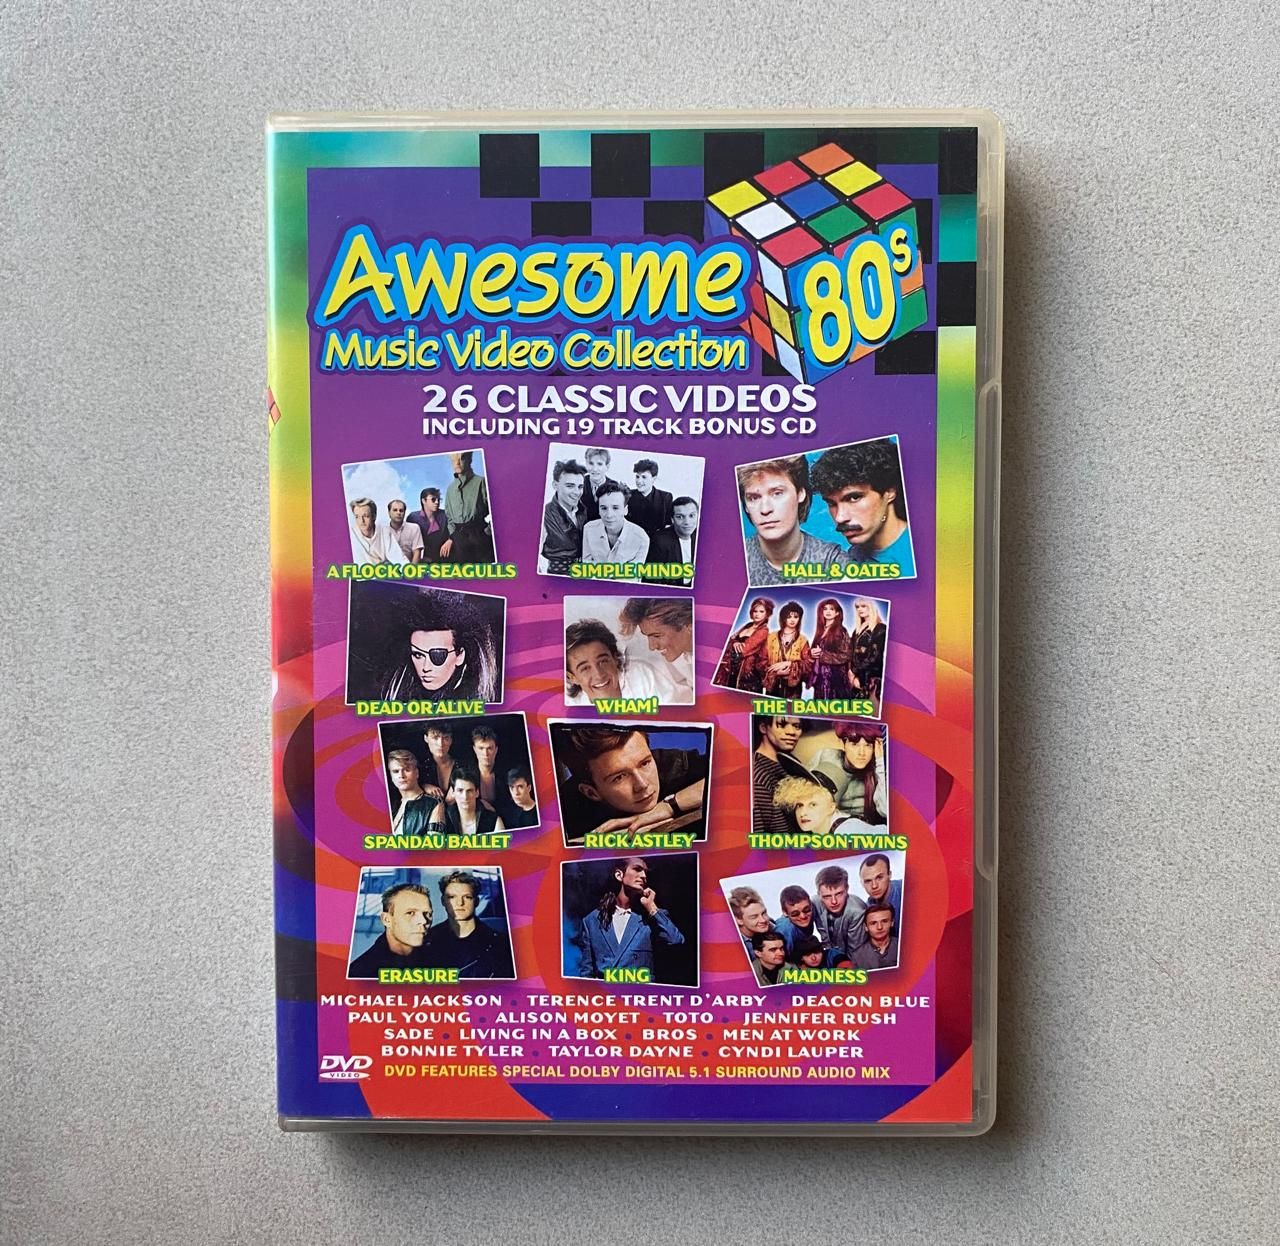 Awesome 80s
Music Video Collection
26 CLASSIC VIDEOS
INCLUDING 19 TRACK BONUS CD
A FLOCK OF SEAGULLS
SIMPLE MINDS
HALL & OATES
DEAD OR ALIVE
WHAM!
THE BANGLES
SPANDAU BALLET
RICK ASTLEY
THOMPSON TWINS
ERASURE
KING
MADNESS
MICHAEL JACKSON • TERENCE TRENT D'ARBY • DEACON BLUE
PAUL YOUNG • ALISON MOYET • TOTO • JENNIFER RUSH
SADE • LIVING IN A BOX • BROS • MEN AT WORK
BONNIE TYLER • TAYLOR DAYNE • CYNDI LAUPER
DVD VIDEO
DVD FEATURES SPECIAL DOLBY DIGITAL 5.1 SURROUND AUDIO MIX